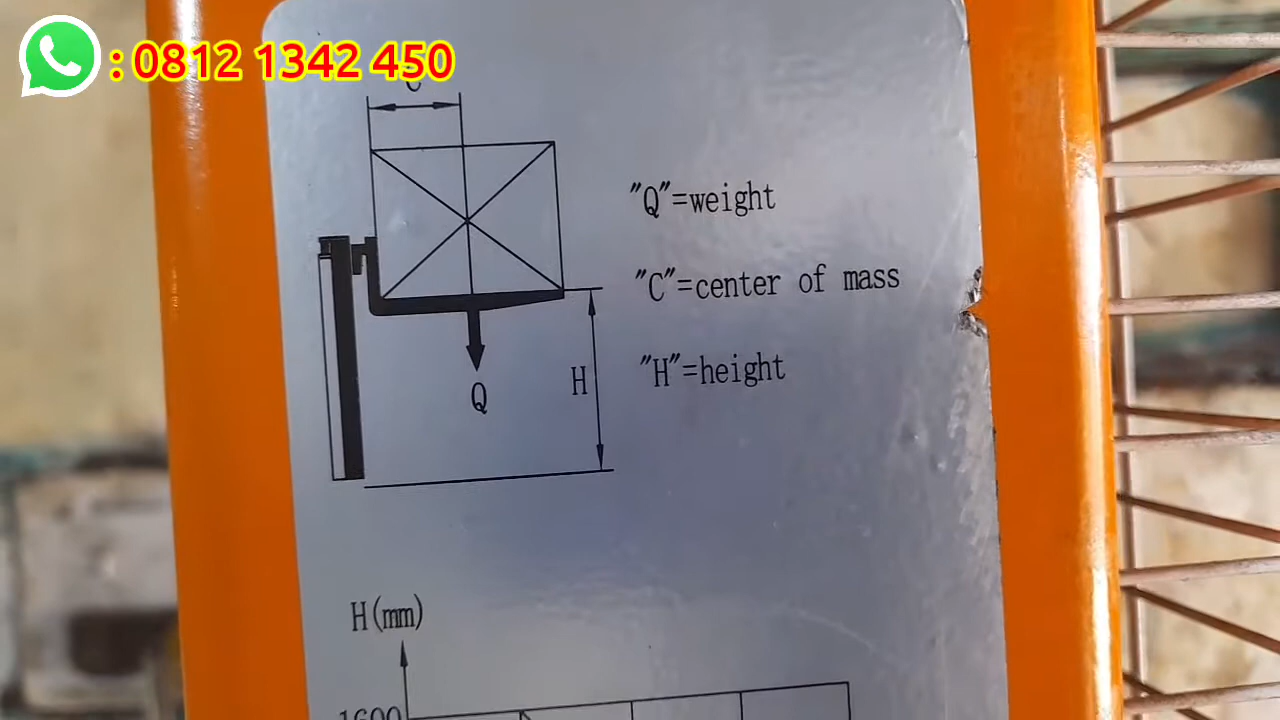 : 0812 1342 450
C
"Q"=weight
"C"=center of mass
"H"=height
H
Q
H(mm)
1600